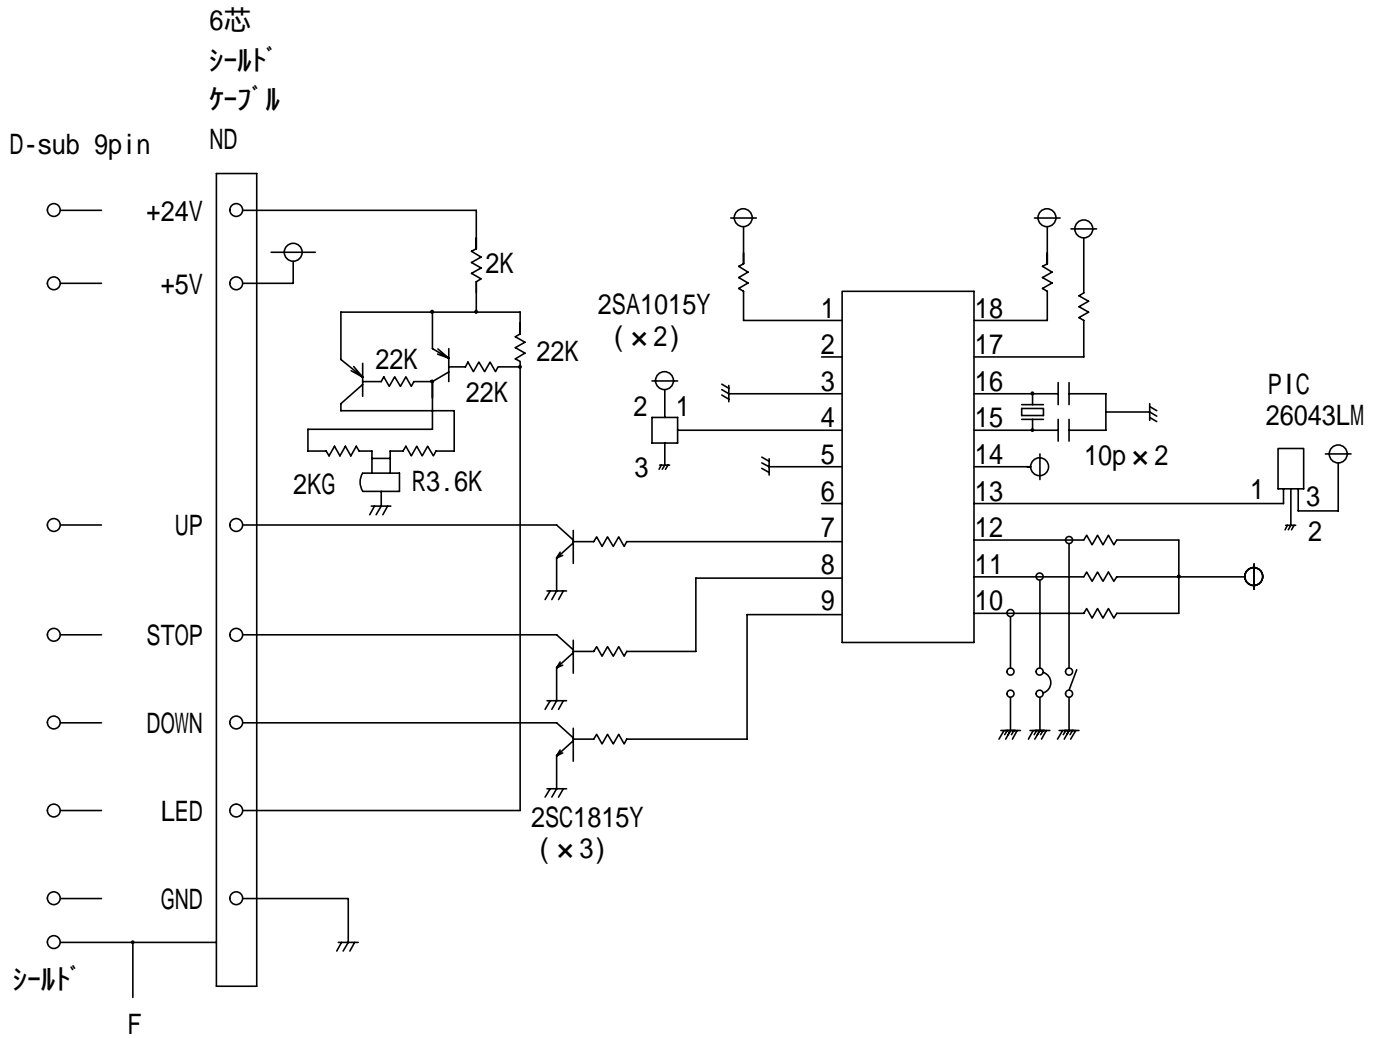 6芯
シールド
ケーブル
ND
D-sub 9pin
+24V
+5V
2K
22K
22K
22K
2KG
R3.6K
UP
STOP
DOWN
LED
GND
シールド
F
2SA1015Y
(×2)
2
1
3
2SC1815Y
(×3)
1
2
3
4
5
6
7
8
9
18
17
16
15
14
13
12
11
10
10p×2
PIC
26043LM
1
3
2